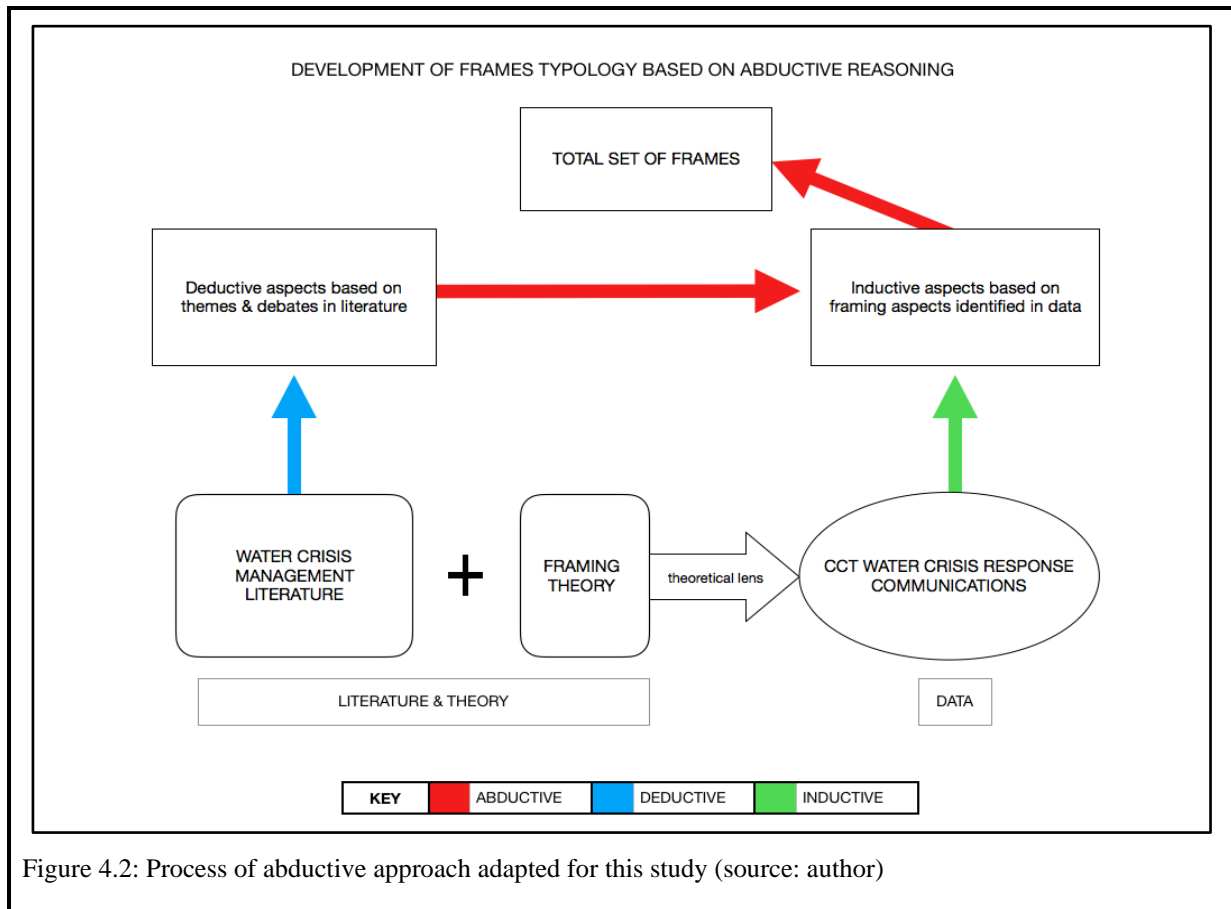 DEVELOPMENT OF FRAMES TYPOLOGY BASED ON ABDUCTIVE REASONING
TOTAL SET OF FRAMES
Deductive aspects based on
themes & debates in literature
Inductive aspects based on
framing aspects identified in data
WATER CRISIS
MANAGEMENT
LITERATURE
+
FRAMING
THEORY
theoretical lens
CCT WATER CRISIS RESPONSE
COMMUNICATIONS
LITERATURE & THEORY
DATA
KEY ABDUCTIVE DEDUCTIVE INDUCTIVE
Figure 4.2: Process of abductive approach adapted for this study (source: author)